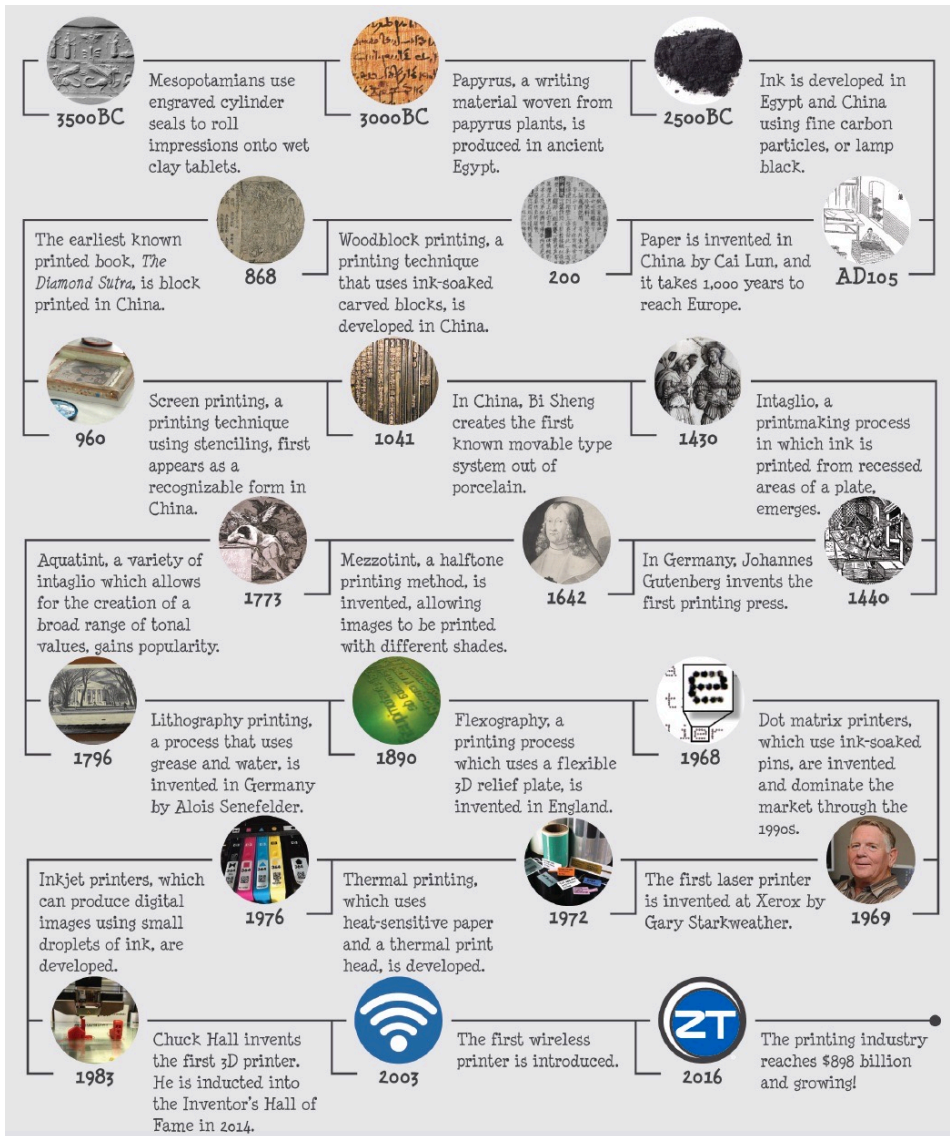 3500BC
Mesopotamians use
engraved cylinder
seals to roll
impressions onto wet
clay tablets.
3000BC
Papyrus, a writing
material woven from
papyrus plants, is
produced in ancient
Egypt.
2500BC
Ink is developed in
Egypt and China
using fine carbon
particles, or lamp
black.
AD105
Paper is invented in
China by Cai Lun, and
it takes 1,000 years to
reach Europe.
200
Woodblock printing, a
printing technique
that uses ink-soaked
carved blocks, is
developed in China.
868
The earliest known
printed book, The
Diamond Sutra, is block
printed in China.
960
Screen printing, a
printing technique
using stenciling, first
appears as a
recognizable form in
China.
1041
In China, Bi Sheng
creates the first
known movable type
system out of
porcelain.
1430
Intaglio, a
printmaking process
in which ink is
printed from recessed
areas of a plate,
emerges.
1440
In Germany, Johannes
Gutenberg invents the
first printing press.
1642
Mezzotint, a halftone
printing method, is
invented, allowing
images to be printed
with different shades.
1773
Aquatint, a variety of
intaglio which allows
for the creation of a
broad range of tonal
values, gains popularity.
1796
Lithography printing,
a process that uses
grease and water, is
invented in Germany
by Alois Senefelder.
1890
Flexography, a
printing process
which uses a flexible
3D relief plate, is
invented in England.
1968
Dot matrix printers,
which use ink-soaked
pins, are invented
and dominate the
market through the
1990s.
1969
The first laser printer
is invented at Xerox by
Gary Starkweather.
1972
Thermal printing,
which uses
heat-sensitive paper
and a thermal print
head, is developed.
1976
Inkjet printers, which
can produce digital
images using small
droplets of ink, are
developed.
1983
Chuck Hall invents
the first 3D printer.
He is inducted into
the Inventor's Hall of
Fame in 2014.
2003
The first wireless
printer is introduced.
ZT
2016
The printing industry
reaches $898 billion
and growing!